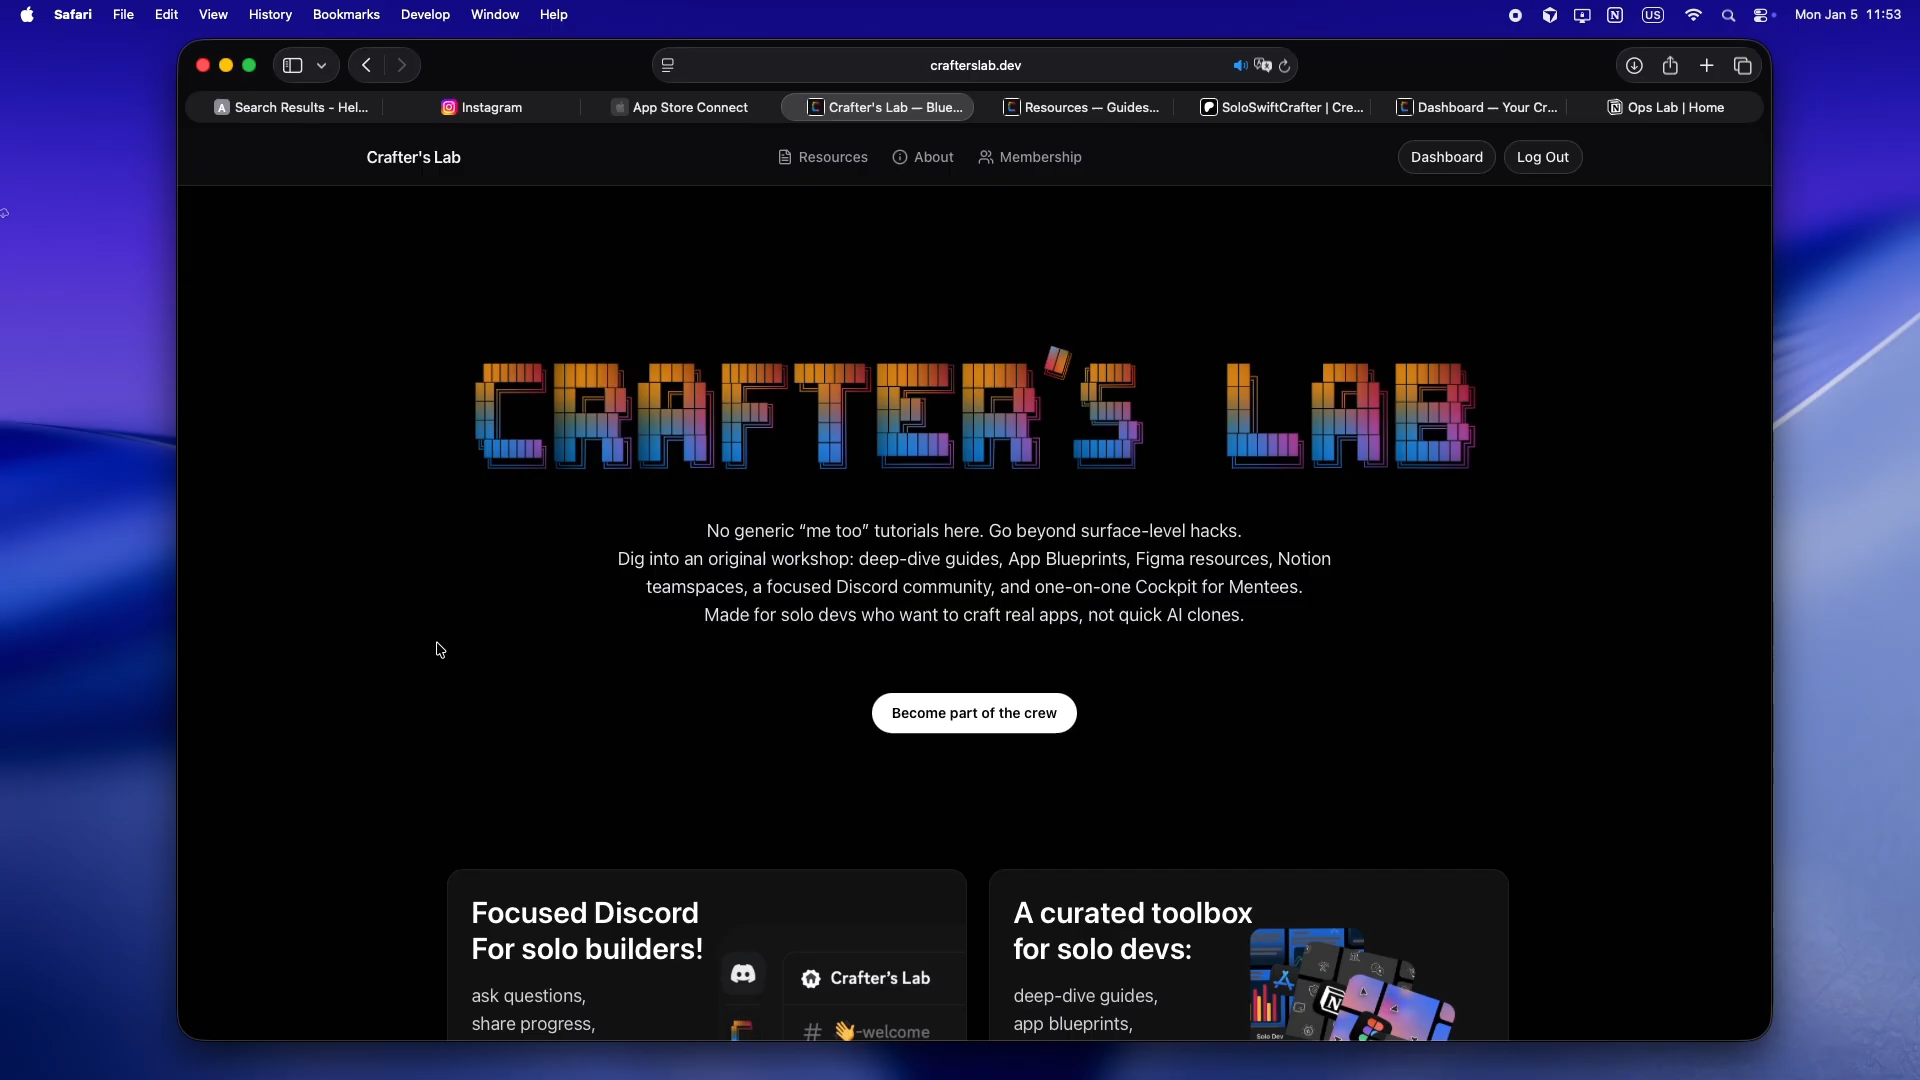 Safari File Edit View History Bookmarks Develop Window Help US Mon Jan 5 11:53
crafterslab.dev
Search Results - Hel... Instagram App Store Connect Crafter's Lab — Blue... Resources — Guides... SoloSwiftCrafter | Cre... Dashboard — Your Cr... Ops Lab | Home
Crafter's Lab Resources About Membership Dashboard Log Out
CRAFTER'S LAB
No generic “me too” tutorials here. Go beyond surface-level hacks.
Dig into an original workshop: deep-dive guides, App Blueprints, Figma resources, Notion
teamspaces, a focused Discord community, and one-on-one Cockpit for Mentees.
Made for solo devs who want to craft real apps, not quick AI clones.
Become part of the crew
Focused Discord
For solo builders!
ask questions,
share progress,
Crafter’s Lab
# 👋-welcome
A curated toolbox
for solo devs:
deep-dive guides,
app blueprints,
Solo Dev